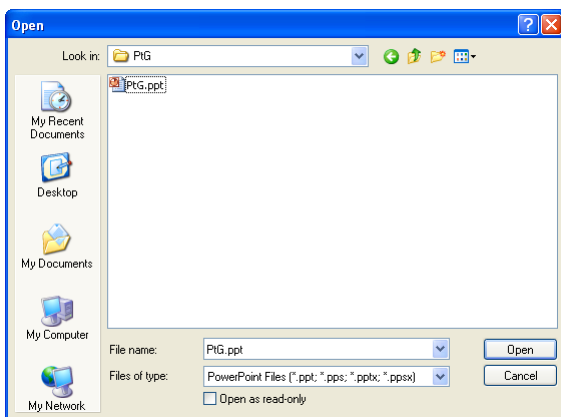 Open
Look in:
PtG
PtG.ppt
My Recent
Documents
Desktop
My Documents
My Computer
My Network
File name:
PtG.ppt
Open
Files of type:
PowerPoint Files (*.ppt; *.pps; *.pptx; *.ppsx)
Cancel
Open as read-only